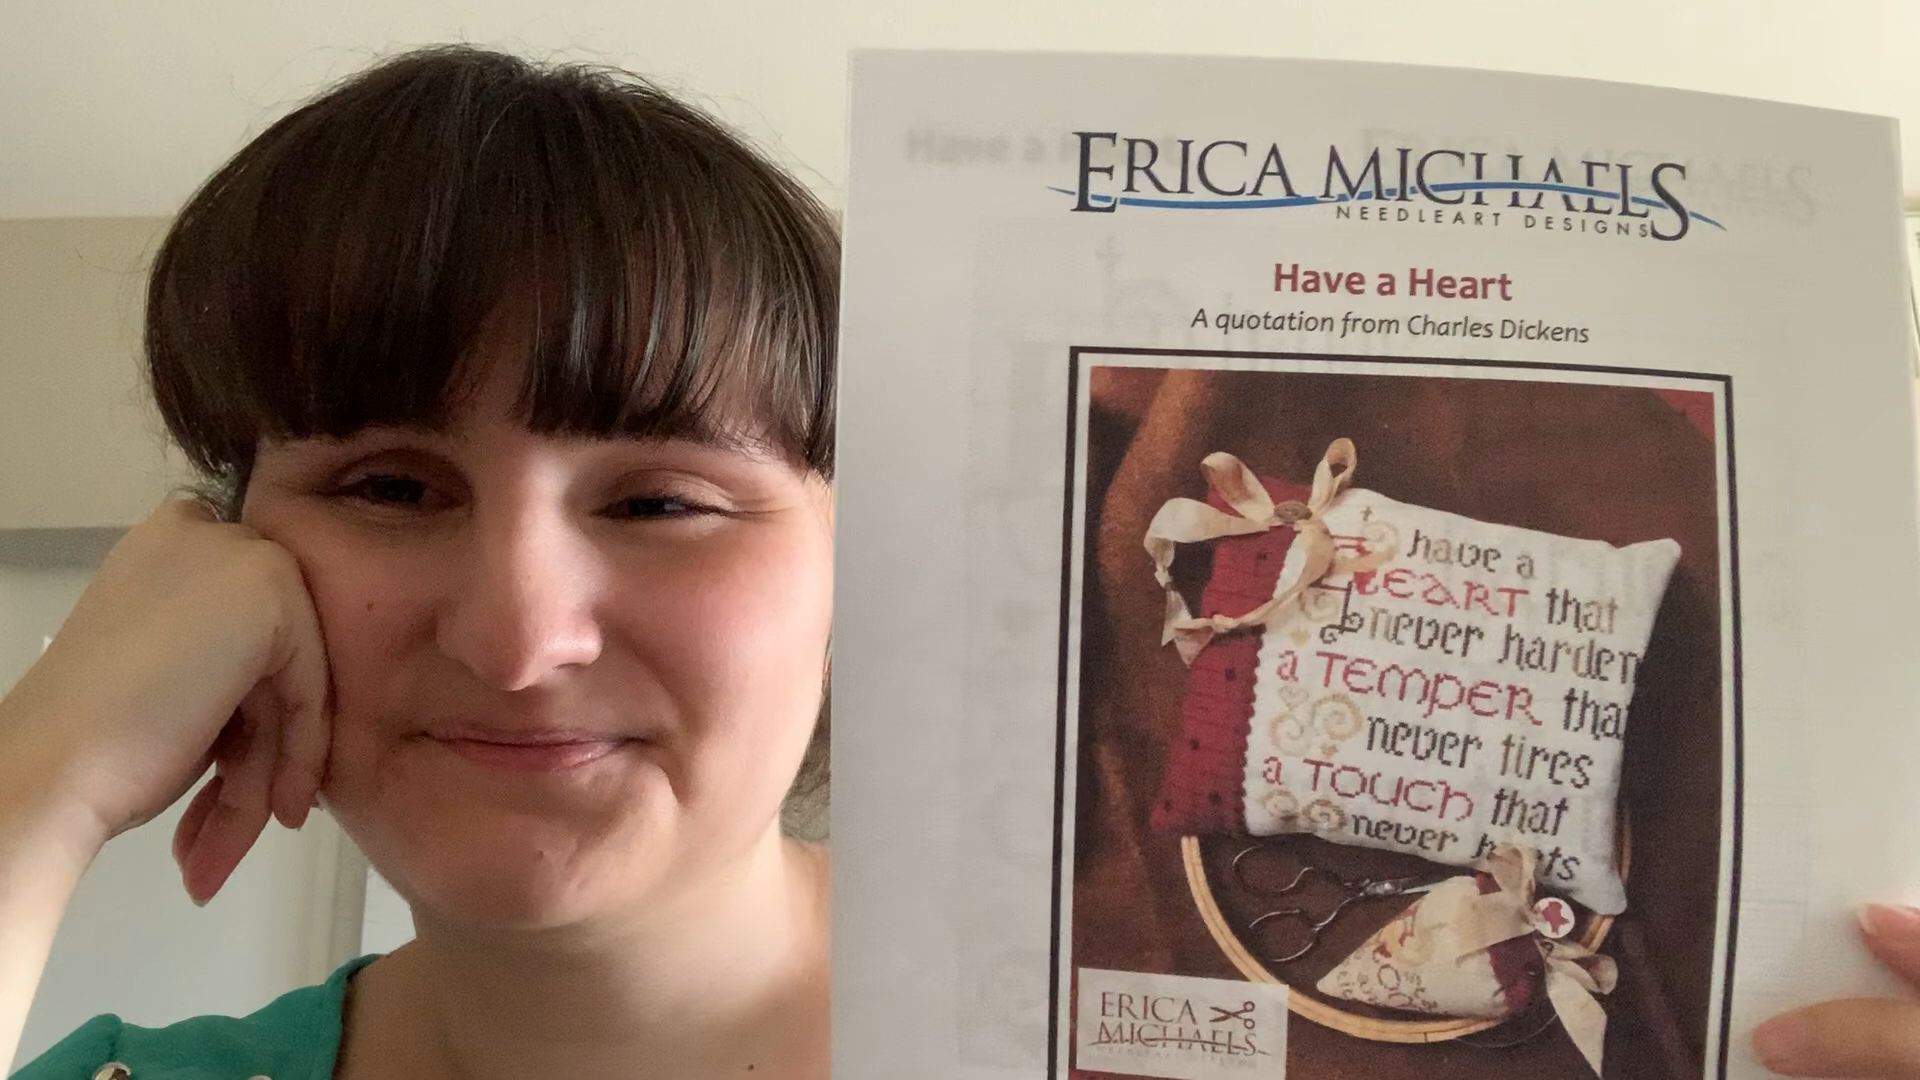 ERICA MICHAELS
NEEDLEART DESIGNS
Have a Heart
A quotation from Charles Dickens
have a
HEART that
never harden
a TEMPER tha
never tires
a TOUCH that
never
ERICA
MICHAELS